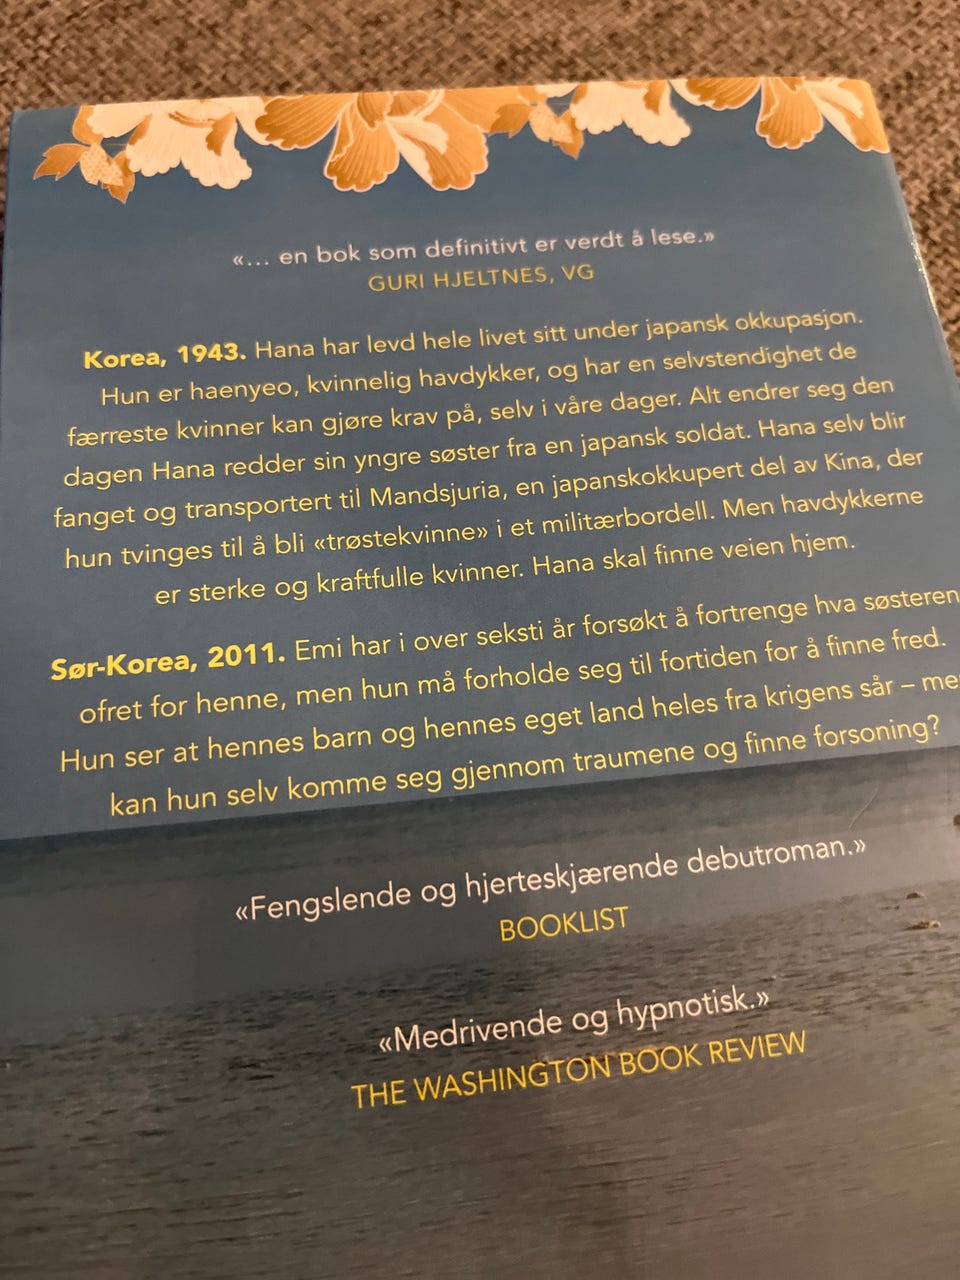 «... en bok som definitivt er verdt å lese.»
GURI HJELTNES, VG
Korea, 1943. Hana har levd hele livet sitt under japansk okkupasjon.
Hun er haenyeo, kvinnelig havdykker, og har en selvstendighet de
færreste kvinner kan gjøre krav på, selv i våre dager. Alt endrer seg den
dagen Hana redder sin yngre søster fra en japansk soldat. Hana selv blir
fanget og transportert til Mandsjuria, en japanskokkupert del av Kina, der
hun tvinges til å bli «trøstekvinne» i et militærbordell. Men havdykkerne
er sterke og kraftfulle kvinner. Hana skal finne veien hjem.
Sør-Korea, 2011. Emi har i over seksti år forsøkt å fortrenge hva søsteren
ofret for henne, men hun må forholde seg til fortiden for å finne fred.
Hun ser at hennes barn og hennes eget land heles fra krigens sår –
kan hun selv komme seg gjennom traumene og finne forsoning?
«Fengslende og hjerteskjærende debutroman.»
BOOKLIST
«Medrivende og hypnotisk.»
THE WASHINGTON BOOK REVIEW